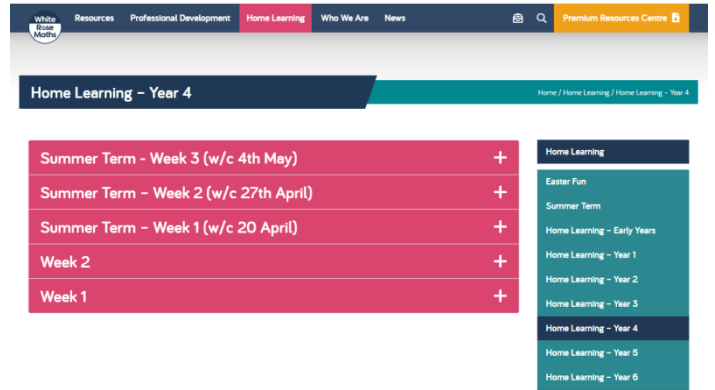 White Rose Maths
Resources Professional Development Home Learning Who We Are News Premium Resources Centre
Home Learning – Year 4
Home / Home Learning / Home Learning – Year 4
Summer Term - Week 3 (w/c 4th May)
Summer Term – Week 2 (w/c 27th April)
Summer Term – Week 1 (w/c 20 April)
Week 2
Week 1
Home Learning
Easter Fun
Summer Term
Home Learning – Early Years
Home Learning – Year 1
Home Learning – Year 2
Home Learning – Year 3
Home Learning – Year 4
Home Learning – Year 5
Home Learning – Year 6